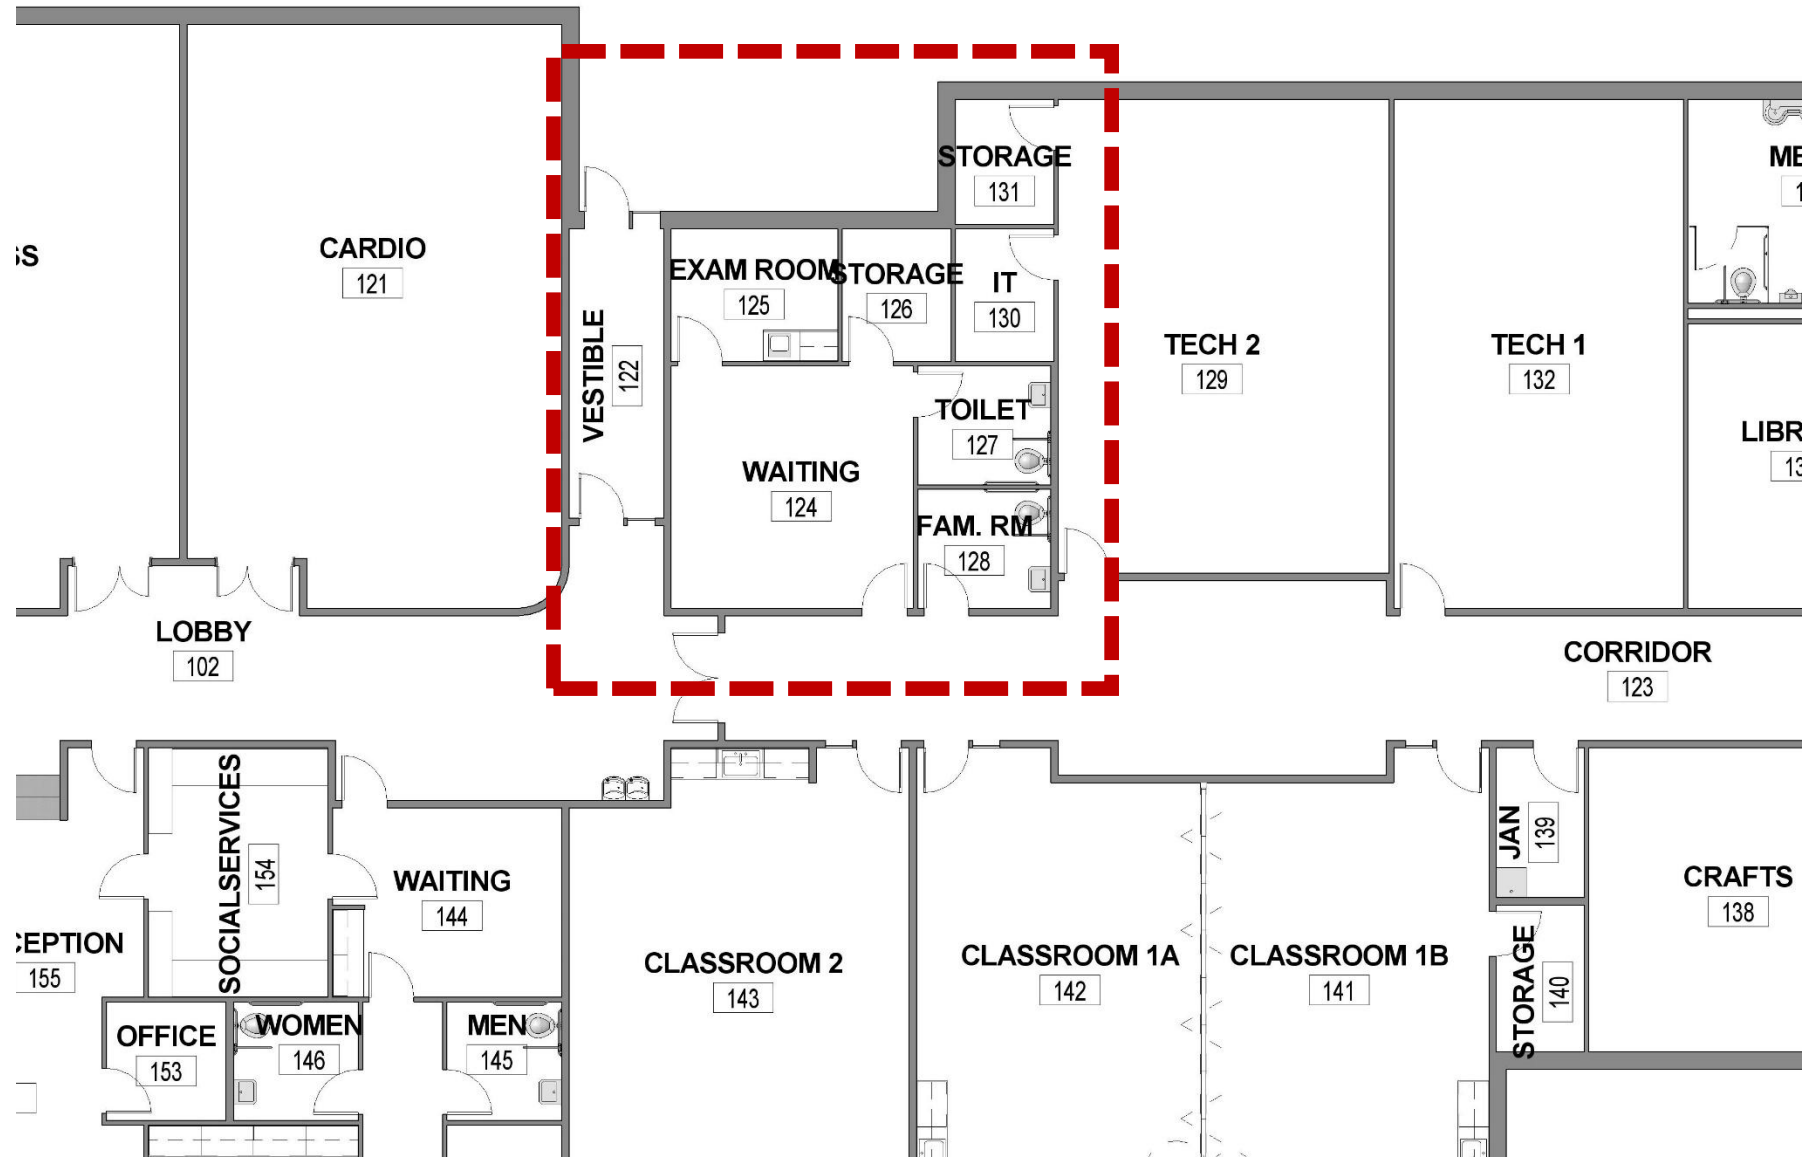 CARDIO
121
VESTIBLE
122
EXAM ROOM
125
STORAGE
126
STORAGE
131
IT
130
TOILET
127
WAITING
124
FAM. RM
128
TECH 2
129
TECH 1
132
LOBBY
102
CORRIDOR
123
SOCIALSERVICES
154
WAITING
144
155
OFFICE
153
WOMEN
146
MEN
145
CLASSROOM 2
143
CLASSROOM 1A
142
CLASSROOM 1B
141
JAN
139
STORAGE
140
CRAFTS
138